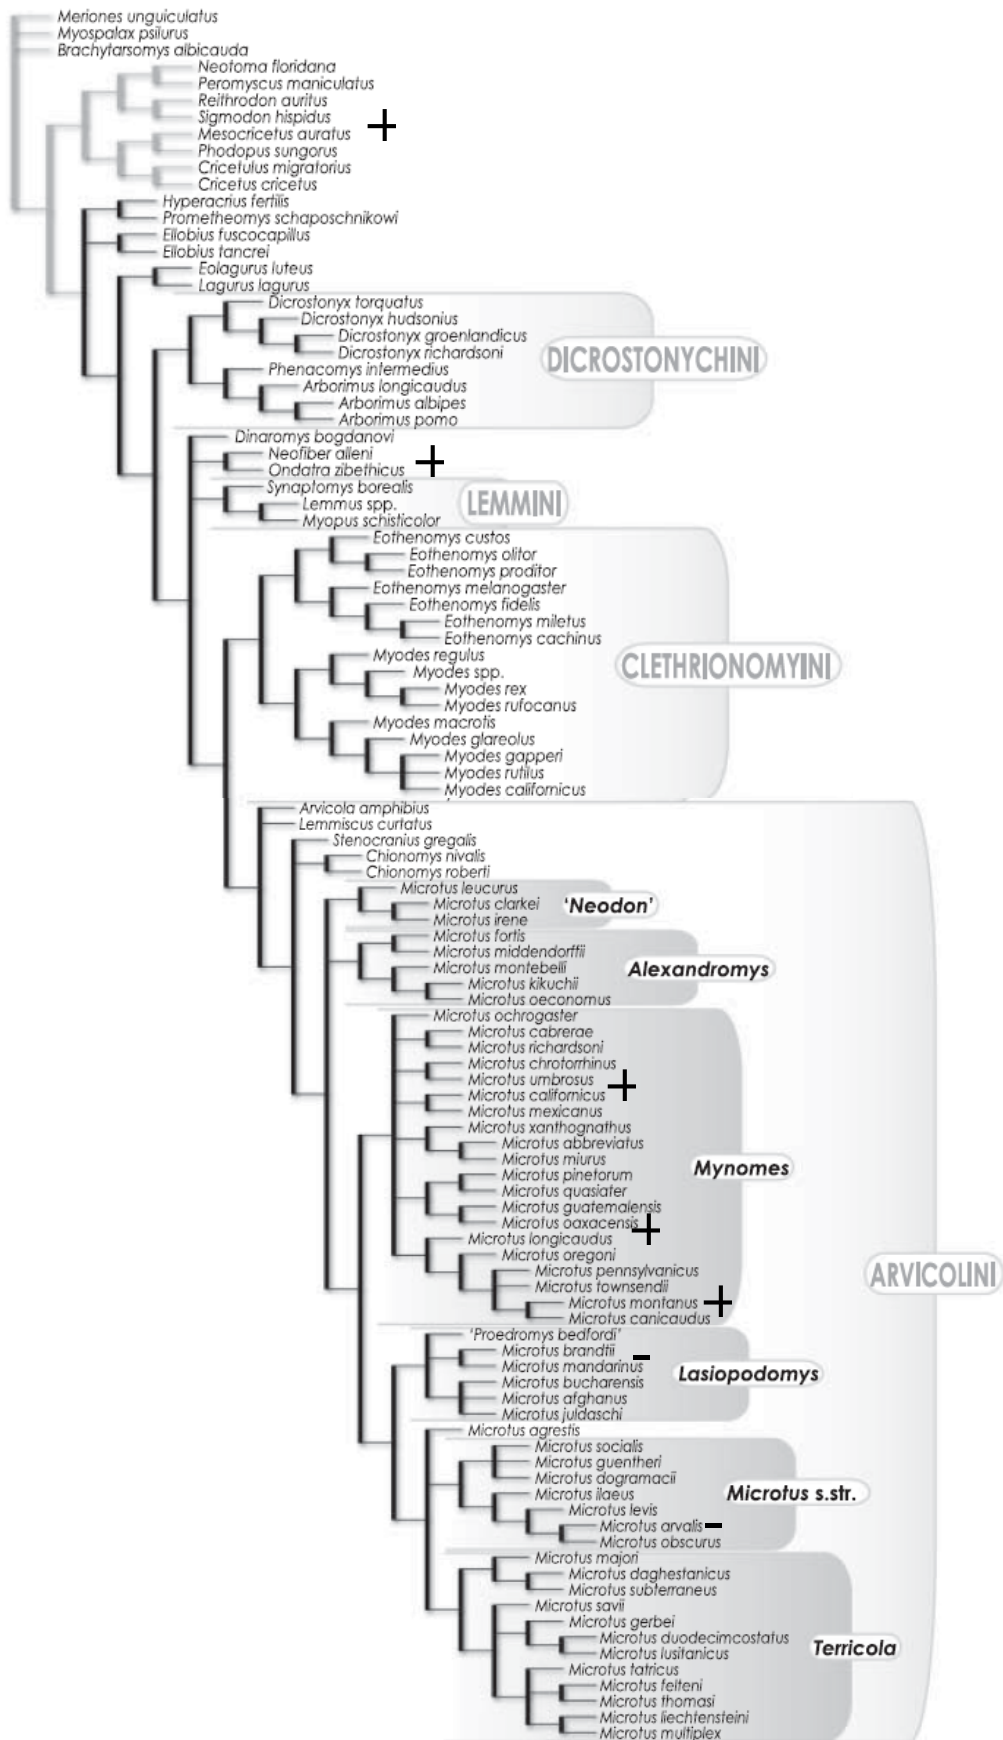 Meriones unguiculatus
Myospalax psilurus
Brachytarsomys albicauda
Neotoma floridana
Peromyscus maniculatus
Reithrodon auritus
Sigmodon hispidus
+
Mesocricetus auratus
Phodopus sungorus
Cricetulus migratorius
Cricetus cricetus
Hyperacrius fertilis
Prometheomys schaposchnikowi
Ellobius fuscocapillus
Ellobius tancrei
Eolagurus luteus
Lagurus lagurus
Dicrostonyx torquatus
Dicrostonyx hudsonius
Dicrostonyx groenlandicus
Dicrostonyx richardsoni
DICROSTONYCHINI
Phenacomys intermedius
Arborimus longicaudus
Arborimus albipes
Arborimus pomo
Dinaromys bogdanovi
Neofiber alleni
+
Ondatra zibethicus
Synaptomys borealis
Lemmus spp.
LEMMINI
Myopus schisticolor
Eothenomys custos
Eothenomys olitor
Eothenomys proditor
Eothenomys melanogaster
Eothenomys fidelis
Eothenomys miletus
Eothenomys cachinus
Myodes regulus
CLETHRIONOMYINI
Myodes spp.
Myodes rex
Myodes rufocanus
Myodes macrotis
Myodes glareolus
Myodes gapperi
Myodes rutilus
Myodes californicus
Arvicola amphibius
Lemmiscus curtatus
Stenocranius gregalis
Chionomys nivalis
Chionomys roberti
Microtus leucurus
Microtus clarkei
'Neodon'
Microtus irene
Microtus fortis
Microtus middendorffii
Microtus montebelli
Alexandromys
Microtus kikuchii
Microtus oeconomus
Microtus ochrogaster
Microtus cabrerae
Microtus richardsoni
Microtus chrotorrhinus
Microtus umbrosus
+
Microtus californicus
Microtus mexicanus
Microtus xanthognathus
Microtus abbreviatus
Microtus miurus
Mynomes
Microtus pinetorum
Microtus quasiater
Microtus guatemalensis
Microtus oaxacensis
+
Microtus longicaudus
Microtus oregoni
Microtus pennsylvanicus
ARVICOLINI
Microtus townsendii
Microtus montanus +
Microtus canicaudus
'Proedromys bedfordi'
Microtus brandtii
-
Microtus mandarinus
Lasiopodomys
Microtus bucharensis
Microtus afghanus
Microtus juldaschi
Microtus agrestis
Microtus socialis
Microtus guentheri
Microtus dogramacii
Microtus ilaeus
Microtus s.str.
Microtus levis
Microtus arvalis -
Microtus obscurus
Microtus majori
Microtus daghestanicus
Microtus subterraneus
Microtus savii
Microtus gerbei
Microtus duodecimcostatus
Terricola
Microtus lusitanicus
Microtus tatricus
Microtus felteni
Microtus thomasi
Microtus liechtensteini
Microtus multiplex